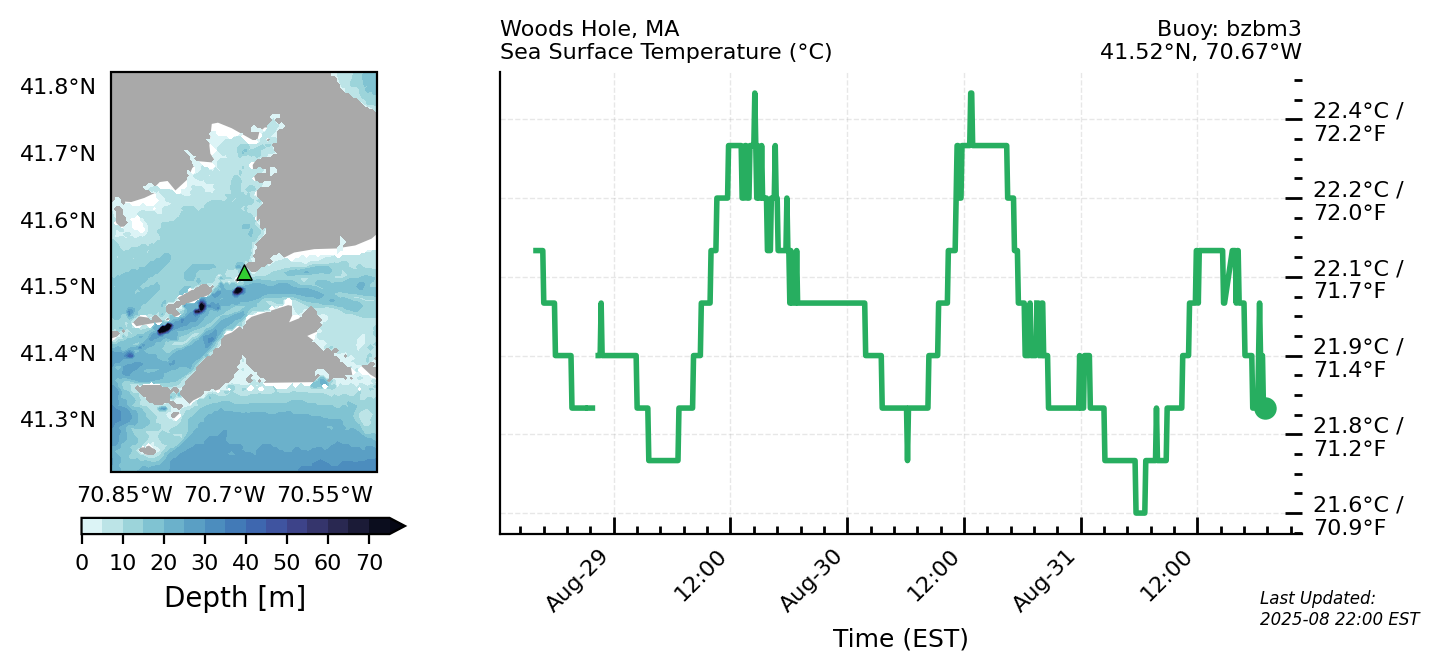 Woods Hole, MA
Sea Surface Temperature (°C)
Buoy: bzbm3
41.52°N, 70.67°W
41.8°N
41.7°N
41.6°N
41.5°N
41.4°N
41.3°N
70.85°W 70.7°W 70.55°W
0 10 20 30 40 50 60 70
Depth [m]
22.4°C /
72.2°F
22.2°C /
72.0°F
22.1°C /
71.7°F
21.9°C /
71.4°F
21.8°C /
71.2°F
21.6°C /
70.9°F
Aug-29 12:00 Aug-30 12:00 Aug-31 12:00
Time (EST)
Last Updated:
2025-08 22:00 EST